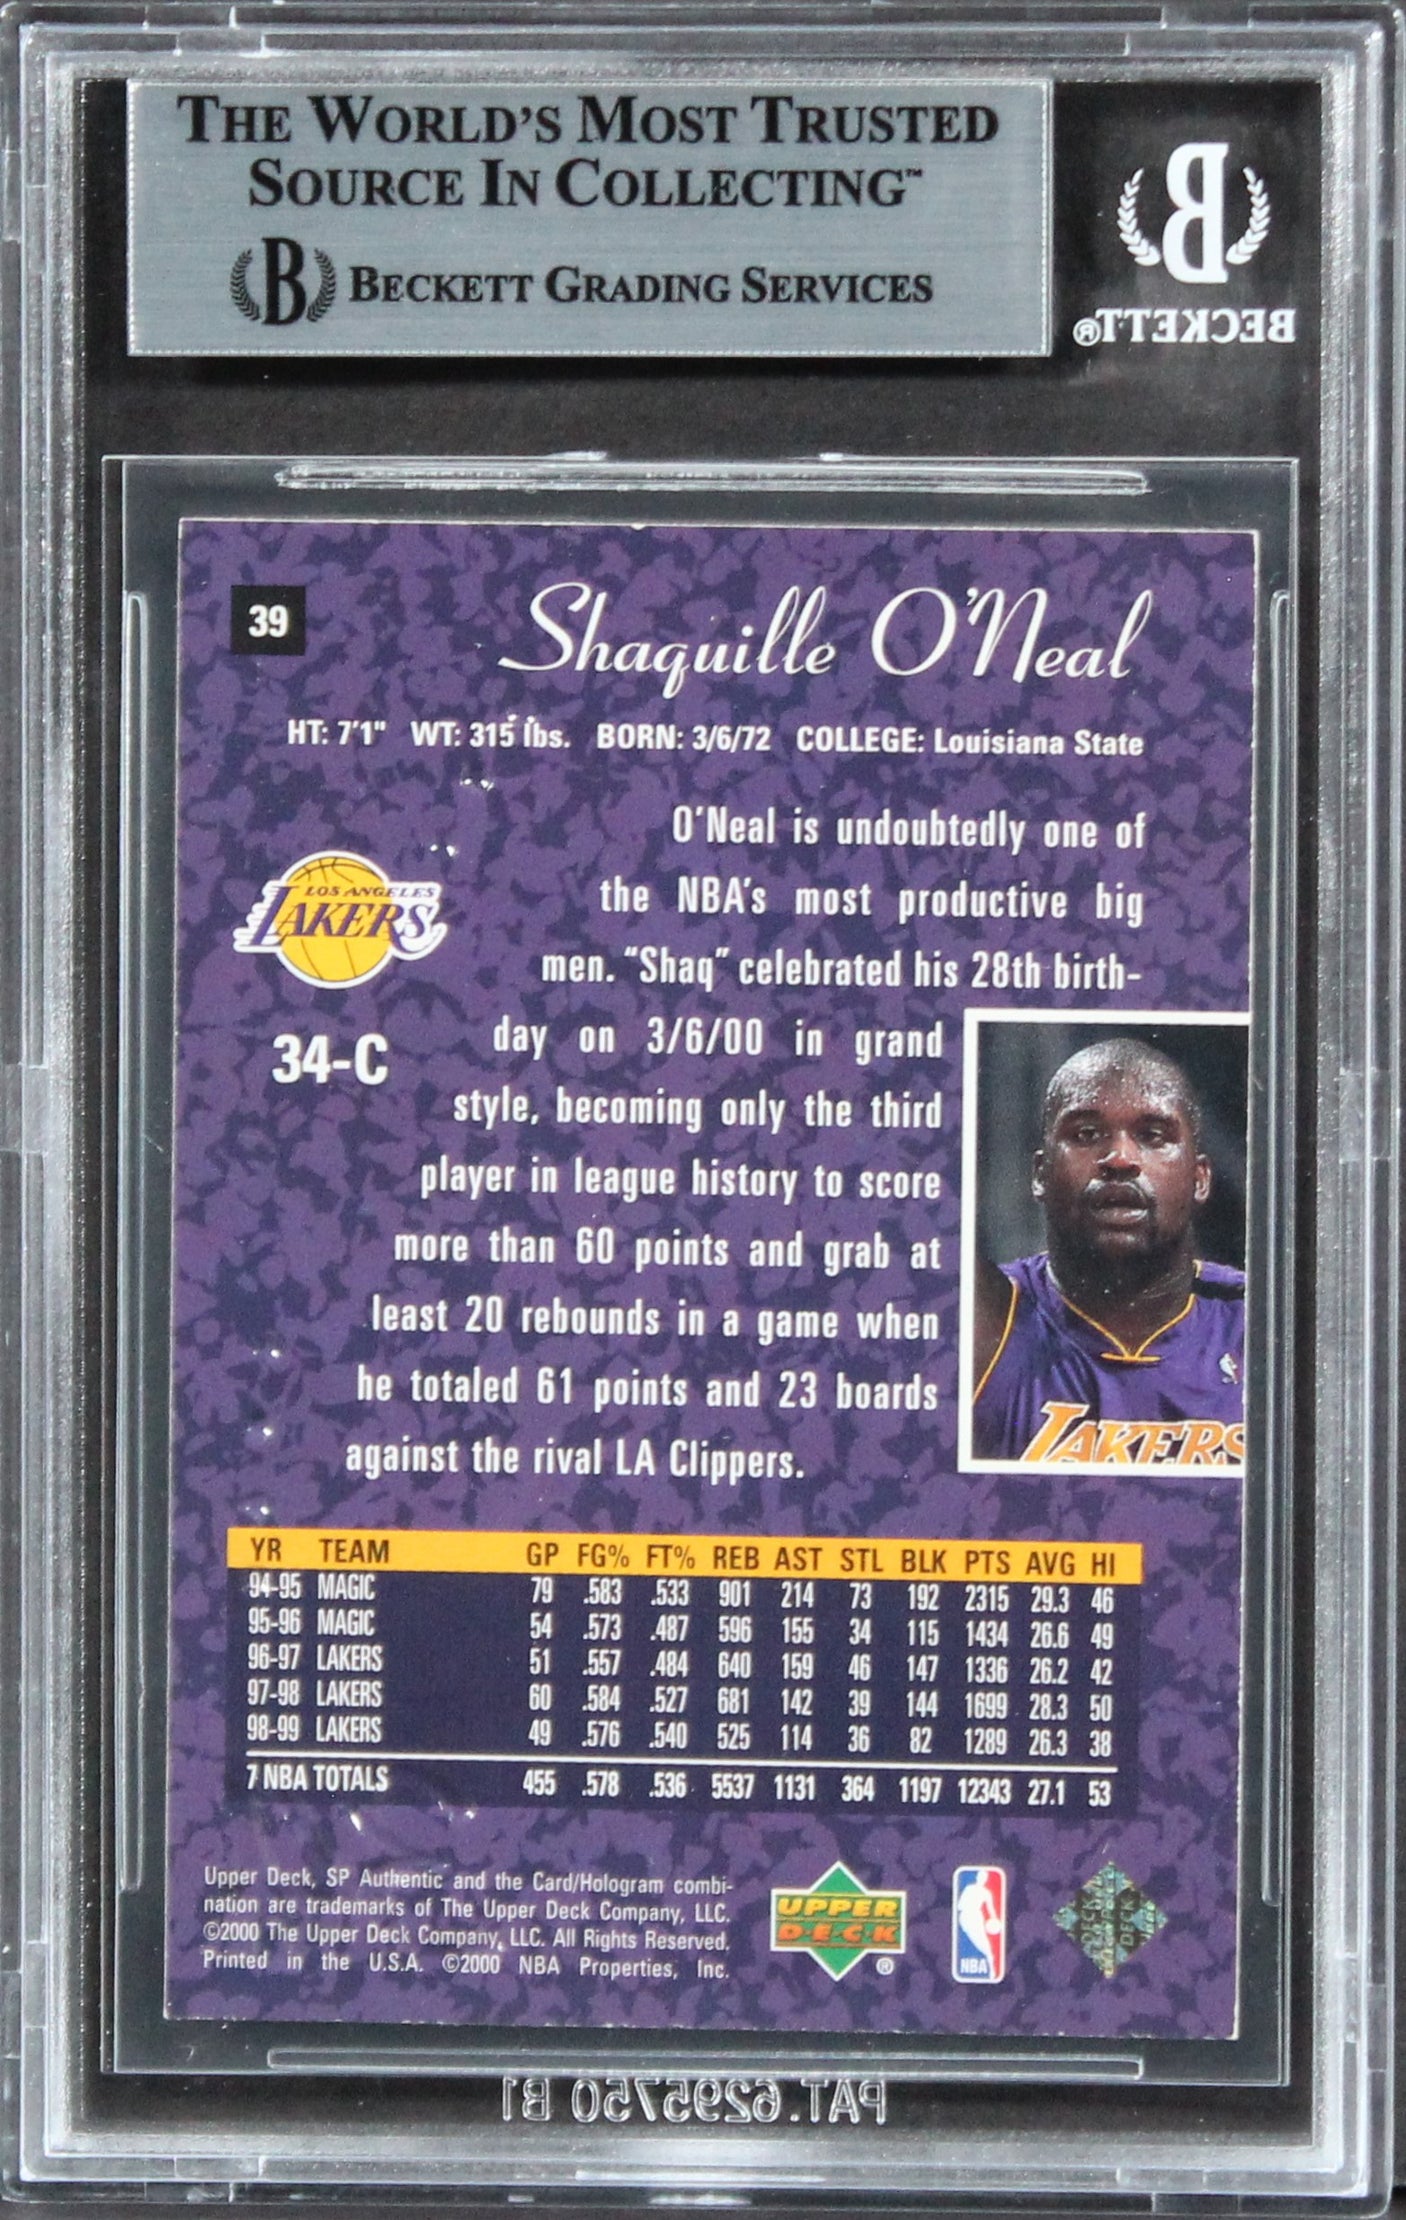 THE WORLD'S MOST TRUSTED
SOURCE IN COLLECTING™
B BECKETT GRADING SERVICES
B
BECKETT®
39
Shaquille O'Neal
HT: 7'1" WT: 315 lbs. BORN: 3/6/72 COLLEGE: Louisiana State
O'Neal is undoubtedly one of
the NBA's most productive big
men. "Shaq" celebrated his 28th birth-
day on 3/6/00 in grand
style, becoming only the third
player in league history to score
more than 60 points and grab at
least 20 rebounds in a game when
he totaled 61 points and 23 boards
against the rival LA Clippers.
LOS ANGELES
LAKERS
34-C
LAKERS
YR TEAM GP FG% FT% REB AST STL BLK PTS AVG HI
94-95 MAGIC 79 .583 .533 901 214 73 192 2315 29.3 46
95-96 MAGIC 54 .573 .487 596 155 34 115 1434 26.6 49
96-97 LAKERS 51 .557 .484 640 159 46 147 1336 26.2 42
97-98 LAKERS 60 .584 .527 681 142 39 144 1699 28.3 50
98-99 LAKERS 49 .576 .540 525 114 36 82 1289 26.3 38
7 NBA TOTALS 455 .578 .536 5537 1131 364 1197 12343 27.1 53
Upper Deck, SP Authentic and the Card/Hologram combi-
nation are trademarks of The Upper Deck Company, LLC.
©2000 The Upper Deck Company, LLC. All Rights Reserved.
Printed in the U.S.A. ©2000 NBA Properties, Inc.
UPPER
DECK
®
NBA
PAT.6295750 B1